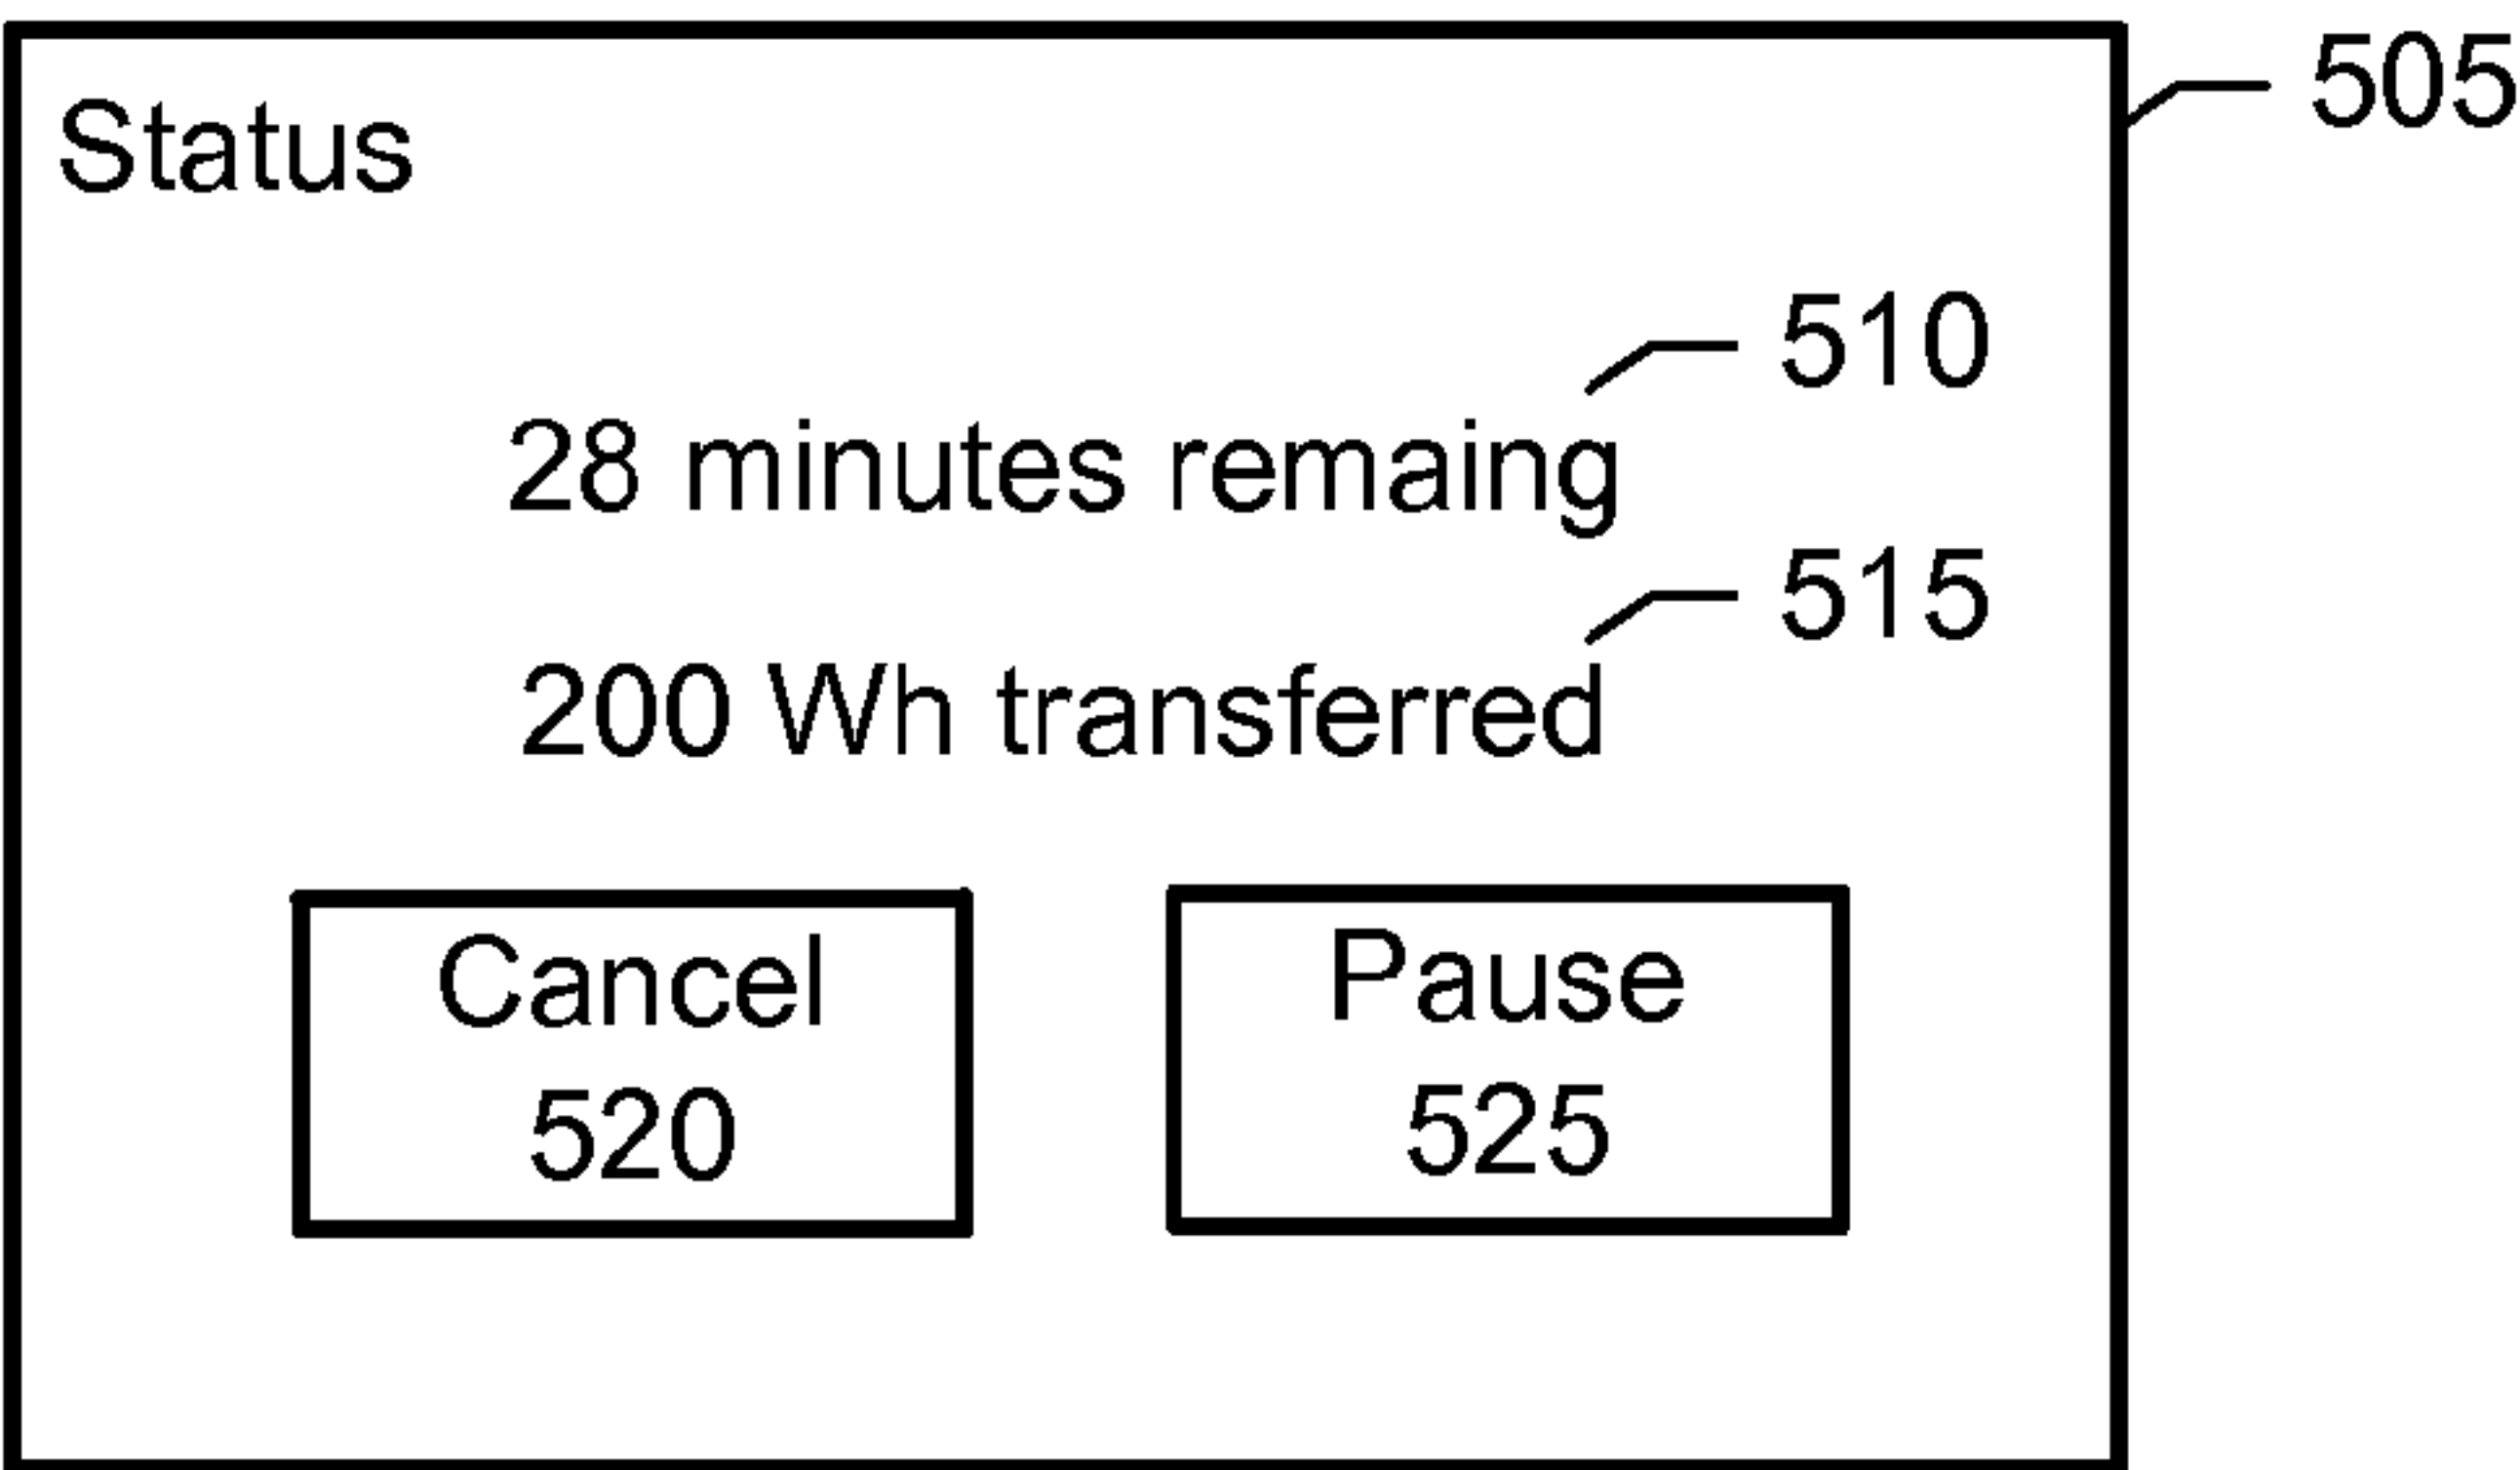 505
Status
510
28 minutes remaing
515
200 Wh transferred
Cancel
520
Pause
525